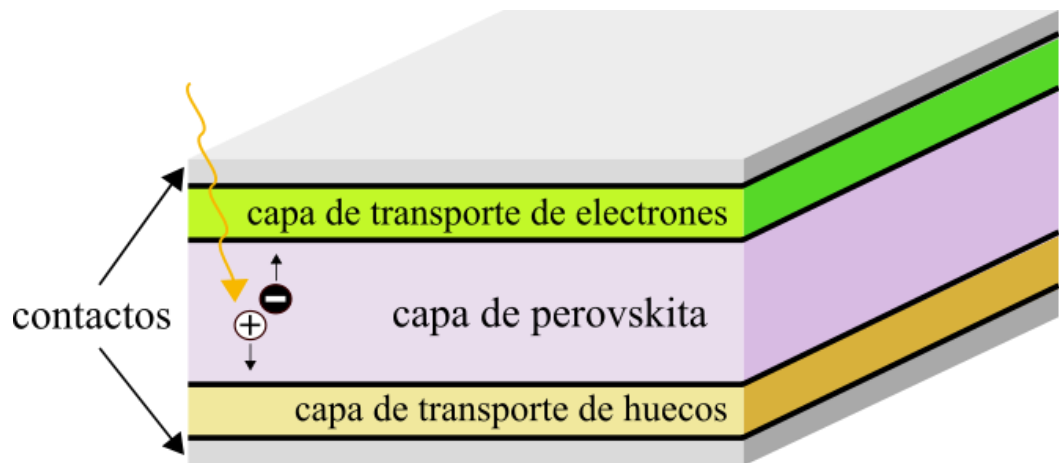 capa de transporte de electrones
contactos
capa de perovskita
capa de transporte de huecos